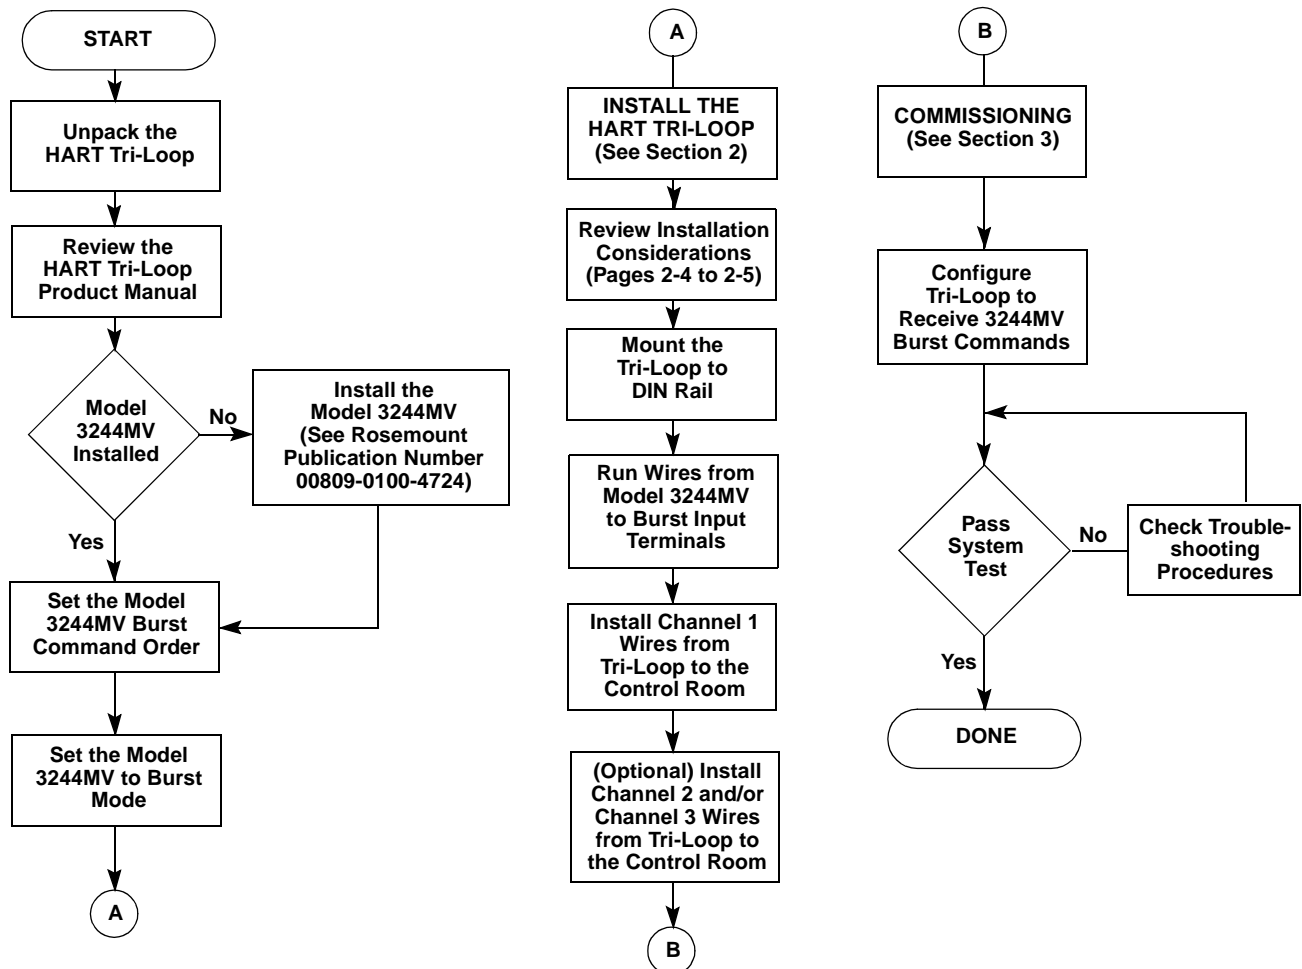 START
Unpack the
HART Tri-Loop
Review the
HART Tri-Loop
Product Manual
Model
3244MV
Installed
No
Install the
Model 3244MV
(See Rosemount
Publication Number
00809-0100-4724)
Yes
Set the Model
3244MV Burst
Command Order
Set the Model
3244MV to Burst
Mode
A
A
INSTALL THE
HART TRI-LOOP
(See Section 2)
Review Installation
Considerations
(Pages 2-4 to 2-5)
Mount the
Tri-Loop to
DIN Rail
Run Wires from
Model 3244MV
to Burst Input
Terminals
Install Channel 1
Wires from
Tri-Loop to the
Control Room
(Optional) Install
Channel 2 and/or
Channel 3 Wires
from Tri-Loop to
the Control Room
B
B
COMMISSIONING
(See Section 3)
Configure
Tri-Loop to
Receive 3244MV
Burst Commands
Pass
System
Test
No
Check Trouble-
shooting
Procedures
Yes
DONE